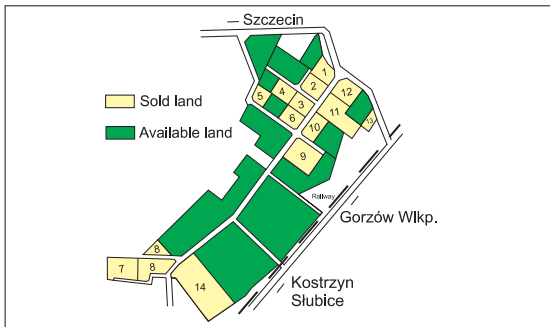 – Szczecin
1
2
12
4
5
3
11
13
6
10
Sold land
Available land
9
Railway
Gorzów Wlkp.
8
7
8
14
Kostrzyn
Słubice